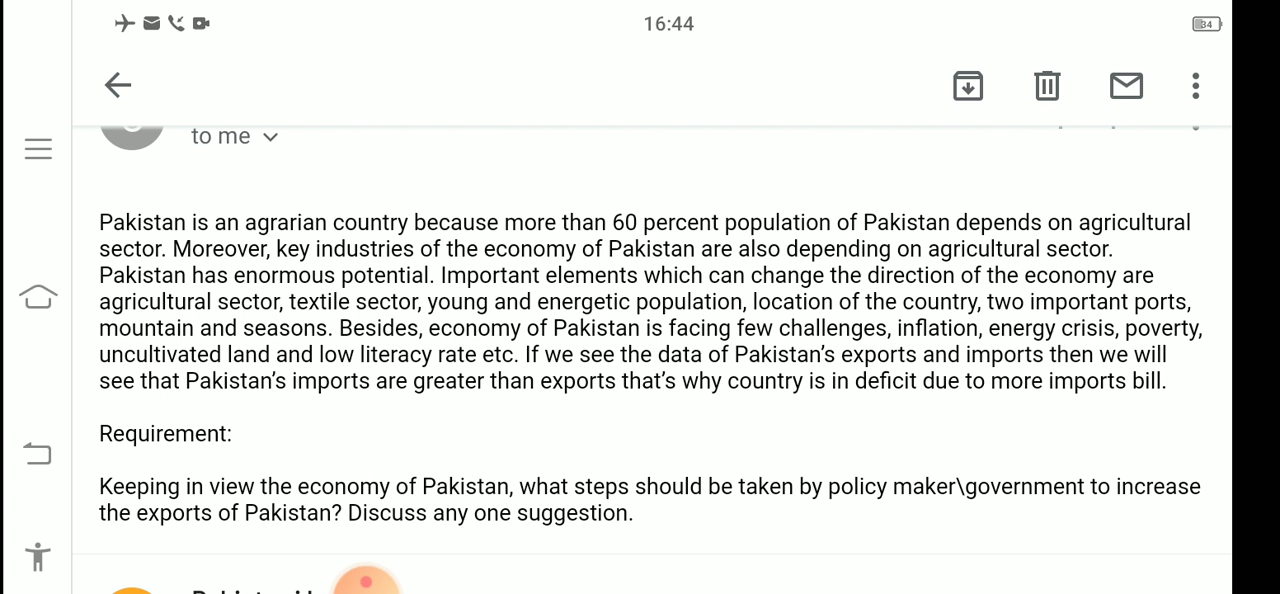 16:44
34
to me
Pakistan is an agrarian country because more than 60 percent population of Pakistan depends on agricultural
sector. Moreover, key industries of the economy of Pakistan are also depending on agricultural sector.
Pakistan has enormous potential. Important elements which can change the direction of the economy are
agricultural sector, textile sector, young and energetic population, location of the country, two important ports,
mountain and seasons. Besides, economy of Pakistan is facing few challenges, inflation, energy crisis, poverty,
uncultivated land and low literacy rate etc. If we see the data of Pakistan’s exports and imports then we will
see that Pakistan’s imports are greater than exports that’s why country is in deficit due to more imports bill.
Requirement:
Keeping in view the economy of Pakistan, what steps should be taken by policy maker\government to increase
the exports of Pakistan? Discuss any one suggestion.